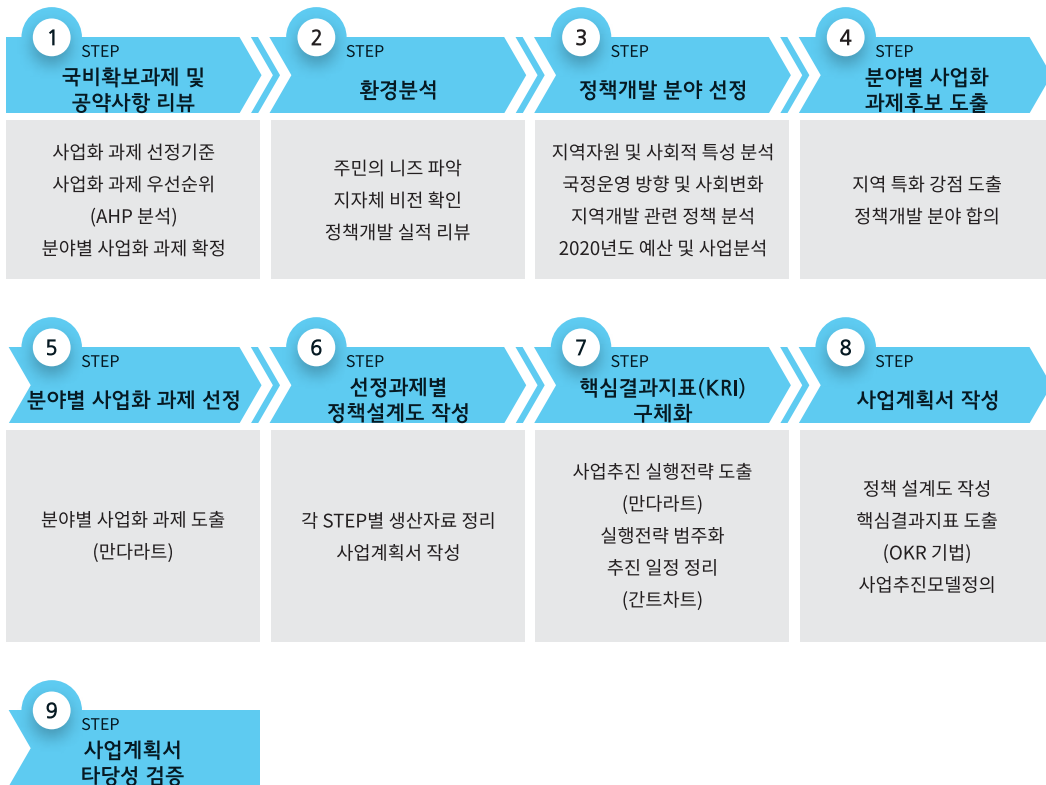 1
STEP
국비확보과제 및
공약사항 리뷰
사업화 과제 선정기준
사업화 과제 우선순위
(AHP 분석)
분야별 사업화 과제 확정
2
STEP
환경분석
주민의 니즈 파악
지자체 비전 확인
정책개발 실적 리뷰
3
STEP
정책개발 분야 선정
지역자원 및 사회적 특성 분석
국정운영 방향 및 사회변화
지역개발 관련 정책 분석
2020년도 예산 및 사업분석
4
STEP
분야별 사업화
과제후보 도출
지역 특화 강점 도출
정책개발 분야 합의
5
STEP
분야별 사업화 과제 선정
분야별 사업화 과제 도출
(만다라트)
6
STEP
선정과제별
정책설계도 작성
각 STEP별 생산자료 정리
사업계획서 작성
7
STEP
핵심결과지표(KRI)
구체화
사업추진 실행전략 도출
(만다라트)
실행전략 범주화
추진 일정 정리
(간트차트)
8
STEP
사업계획서 작성
정책 설계도 작성
핵심결과지표 도출
(OKR 기법)
사업추진모델정의
9
STEP
사업계획서
타당성 검증